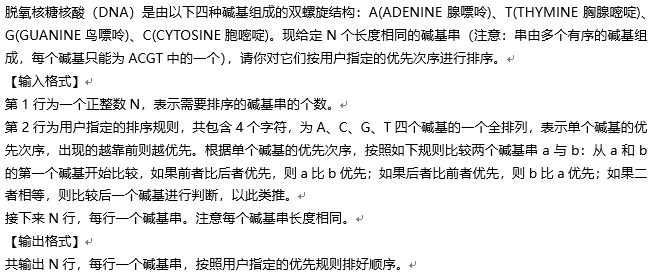 脱氧核糖核酸（DNA）是由以下四种碱基组成的双螺旋结构：A(ADENINE 腺嘌呤)、T(THYMINE 胸腺嘧啶)、
G(GUANINE 鸟嘌呤)、C(CYTOSINE 胞嘧啶)。现给定 N 个长度相同的碱基串（注意：串由多个有序的碱基组
成，每个碱基只能为 ACGT 中的一个），请你对它们按用户指定的优先次序进行排序。
【输入格式】
第 1 行为一个正整数 N，表示需要排序的碱基串的个数。
第 2 行为用户指定的排序规则，共包含 4 个字符，为 A、C、G、T 四个碱基的一个全排列，表示单个碱基的优
先次序，出现的越靠前则越优先。根据单个碱基的优先次序，按照如下规则比较两个碱基串 a 与 b：从 a 和 b
的第一个碱基开始比较，如果前者比后者优先，则 a 比 b 优先；如果后者比前者优先，则 b 比 a 优先；如果二
者相等，则比较后一个碱基进行判断，以此类推。
接下来 N 行，每行一个碱基串。注意每个碱基串长度相同。
【输出格式】
共输出 N 行，每行一个碱基串，按照用户指定的优先规则排好顺序。